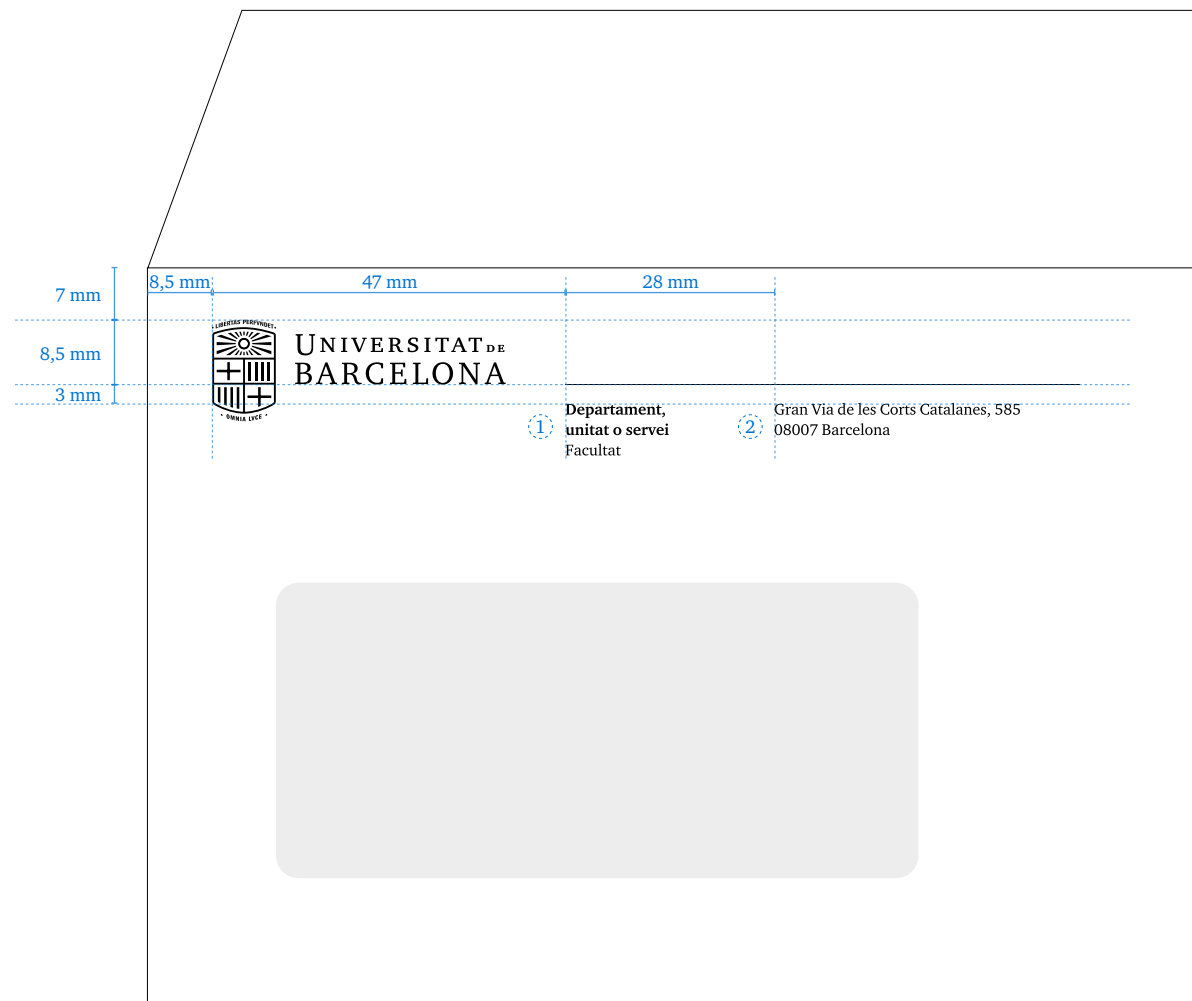 8,5 mm
47 mm
28 mm
7 mm
8,5 mm
3 mm
LIBERTAS PERFVNDET
UNIVERSITAT DE
BARCELONA
OMNIA LVCE
1
Departament,
unitat o servei
Facultat
2
Gran Via de les Corts Catalanes, 585
08007 Barcelona